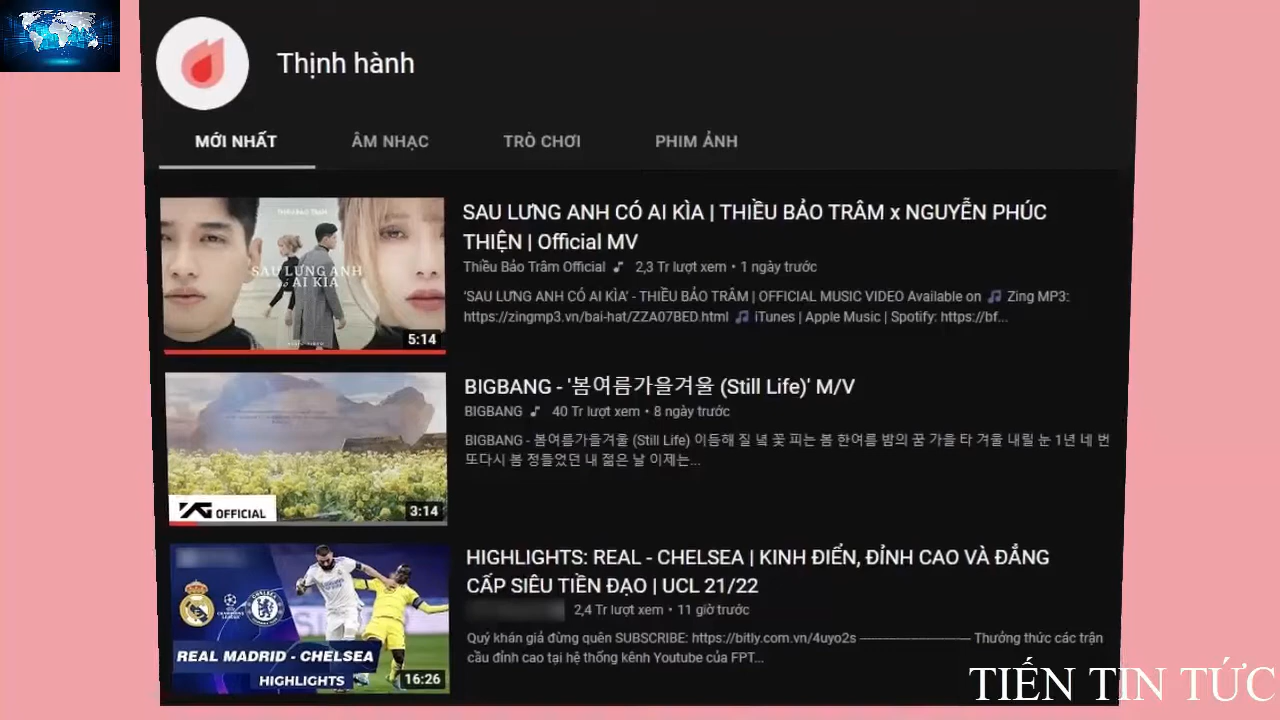 Thịnh hành
MỚI NHẤT
ÂM NHẠC
TRÒ CHƠI
PHIM ẢNH
SAU LƯNG ANH
CÓ AI KÌA
5:14
SAU LƯNG ANH CÓ AI KÌA | THIỀU BẢO TRÂM x NGUYỄN PHÚC
THIỆN | Official MV
Thiều Bảo Trâm Official ♪ 2,3 Tr lượt xem • 1 ngày trước
'SAU LƯNG ANH CÓ AI KÌA' - THIỀU BẢO TRÂM | OFFICIAL MUSIC VIDEO Available on 🎵 Zing MP3:
https://zingmp3.vn/bai-hat/ZZA07BED.html 🎵 iTunes | Apple Music | Spotify: https://bf...
YG OFFICIAL
3:14
BIGBANG - '봄여름가을겨울 (Still Life)' M/V
BIGBANG ♪ 40 Tr lượt xem • 8 ngày trước
BIGBANG - 봄여름가을겨울 (Still Life) 이듬해 질 녘 꽃 피는 봄 한여름 밤의 꿈 가을 타 겨울 내릴 눈 1년 네 번
또다시 봄 정들었던 내 젊은 날 이제는...
REAL MADRID - CHELSEA
HIGHLIGHTS
16:26
HIGHLIGHTS: REAL - CHELSEA | KINH ĐIỂN, ĐỈNH CAO VÀ ĐẲNG
CẤP SIÊU TIỀN ĐẠO | UCL 21/22
2,4 Tr lượt xem • 11 giờ trước
Quý khán giả đừng quên SUBSCRIBE: https://bitly.com.vn/4uyo2s ———————— Thưởng thức các trận
cầu đỉnh cao tại hệ thống kênh Youtube của FPT...
TIẾN TIN TỨC